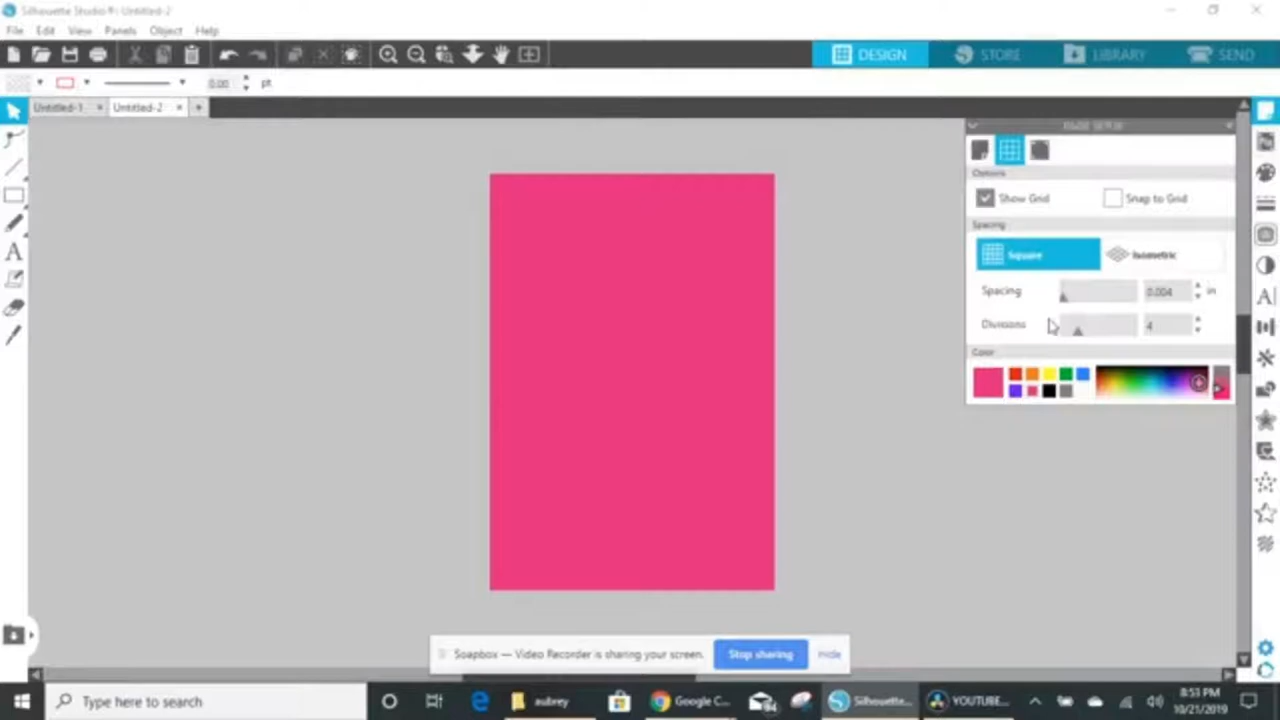 Silhouette Studio®: Untitled-2
File Edit View Panels Object Help
DESIGN STORE LIBRARY SEND
0.00 pt
Untitled-1 × Untitled-2 × +
PAGE SETUP
Options
Show Grid Snap to Grid
Spacing
Square Isometric
Spacing 0.004 in
Divisions 4
Color
Soapbox — Video Recorder is sharing your screen. Stop sharing Hide
Type here to search
aubrey
Google C...
Silhouette...
YOUTUBE...
8:53 PM
10/21/2019